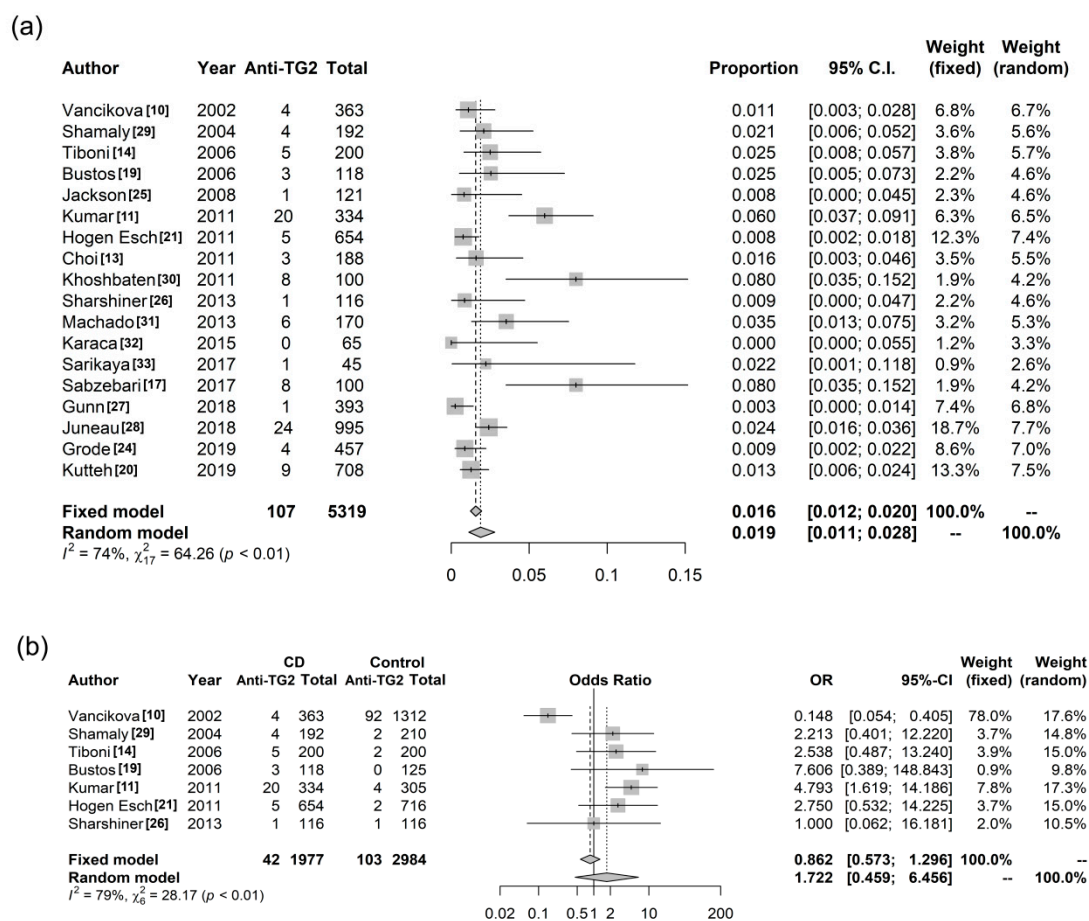 (a)
Author Year Anti-TG2 Total Proportion 95% C.I. Weight (fixed) Weight (random)
Vancikova[10] 2002 4 363 0.011 [0.003; 0.028] 6.8% 6.7%
Shamaly[29] 2004 4 192 0.021 [0.006; 0.052] 3.6% 5.6%
Tiboni[14] 2006 5 200 0.025 [0.008; 0.057] 3.8% 5.7%
Bustos[19] 2006 3 118 0.025 [0.005; 0.073] 2.2% 4.6%
Jackson[25] 2008 1 121 0.008 [0.000; 0.045] 2.3% 4.6%
Kumar[11] 2011 20 334 0.060 [0.037; 0.091] 6.3% 6.5%
Hogen Esch[21] 2011 5 654 0.008 [0.002; 0.018] 12.3% 7.4%
Choi[13] 2011 3 188 0.016 [0.003; 0.046] 3.5% 5.5%
Khoshbaten[30] 2011 8 100 0.080 [0.035; 0.152] 1.9% 4.2%
Sharshiner[26] 2013 1 116 0.009 [0.000; 0.047] 2.2% 4.6%
Machado[31] 2013 6 170 0.035 [0.013; 0.075] 3.2% 5.3%
Karaca[32] 2015 0 65 0.000 [0.000; 0.055] 1.2% 3.3%
Sarikaya[33] 2017 1 45 0.022 [0.001; 0.118] 0.9% 2.6%
Sabzebari[17] 2017 8 100 0.080 [0.035; 0.152] 1.9% 4.2%
Gunn[27] 2018 1 393 0.003 [0.000; 0.014] 7.4% 6.8%
Juneau[28] 2018 24 995 0.024 [0.016; 0.036] 18.7% 7.7%
Grode[24] 2019 4 457 0.009 [0.002; 0.022] 8.6% 7.0%
Kutteh[20] 2019 9 708 0.013 [0.006; 0.024] 13.3% 7.5%
Fixed model 107 5319 0.016 [0.012; 0.020] 100.0% --
Random model 0.019 [0.011; 0.028] -- 100.0%
I² = 74%, χ²₁₇ = 64.26 (p < 0.01)
0 0.05 0.1 0.15
(b)
CD Control Weight Weight
Author Year Anti-TG2 Total Anti-TG2 Total Odds Ratio OR 95%-CI (fixed) (random)
Vancikova[10] 2002 4 363 92 1312 0.148 [0.054; 0.405] 78.0% 17.6%
Shamaly[29] 2004 4 192 2 210 2.213 [0.401; 12.220] 3.7% 14.8%
Tiboni[14] 2006 5 200 2 200 2.538 [0.487; 13.240] 3.9% 15.0%
Bustos[19] 2006 3 118 0 125 7.606 [0.389; 148.843] 0.9% 9.8%
Kumar[11] 2011 20 334 4 305 4.793 [1.619; 14.186] 7.8% 17.3%
Hogen Esch[21] 2011 5 654 2 716 2.750 [0.532; 14.225] 3.7% 15.0%
Sharshiner[26] 2013 1 116 1 116 1.000 [0.062; 16.181] 2.0% 10.5%
Fixed model 42 1977 103 2984 0.862 [0.573; 1.296] 100.0% --
Random model 1.722 [0.459; 6.456] -- 100.0%
I² = 79%, χ²₆ = 28.17 (p < 0.01)
0.02 0.1 0.51 2 10 200